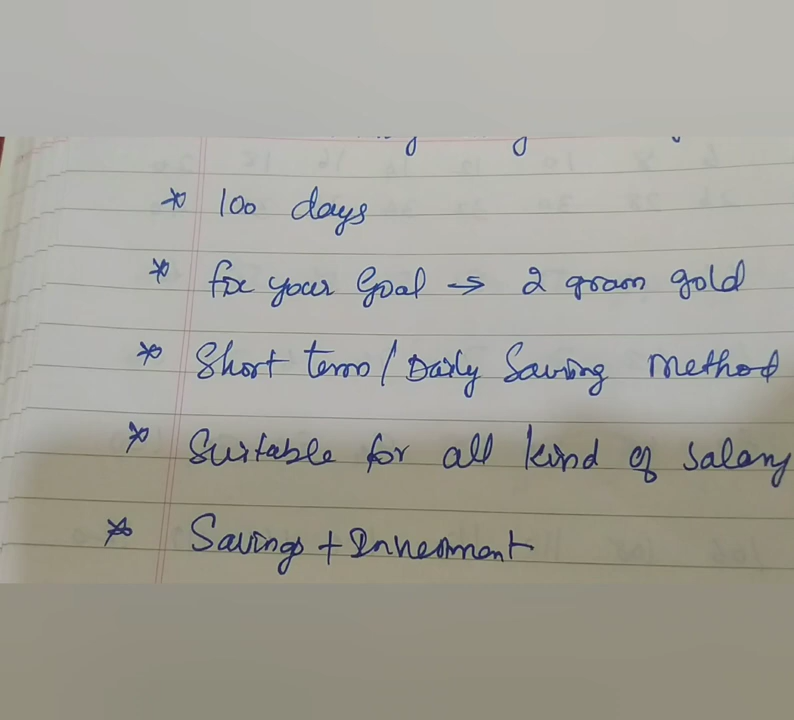 * 100 days
* fix your Goal → 2 gram gold
* Short term / Daily Saving Method
* Suitable for all kind of salary
* Savings + Invesment